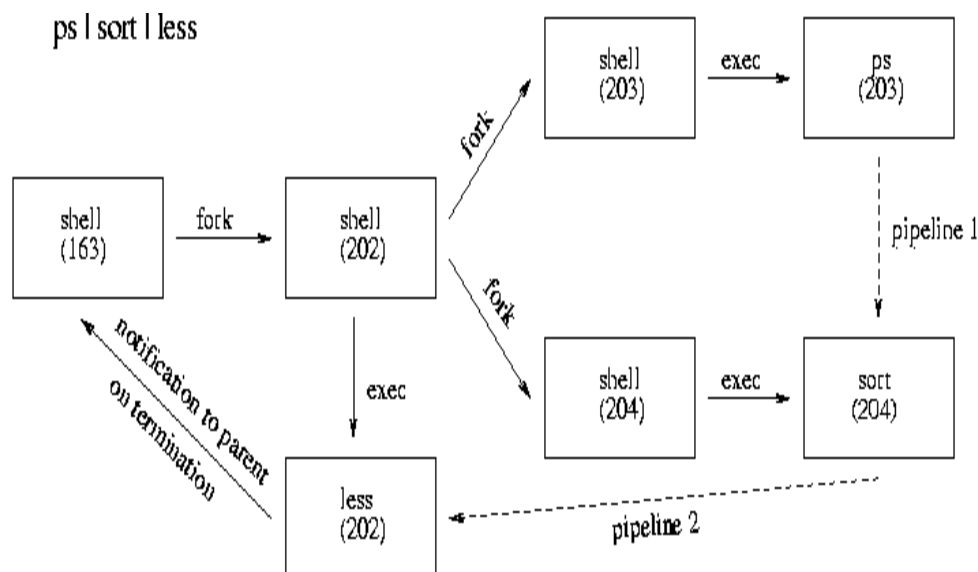 ps | sort | less
shell
(203)
exec
ps
(203)
fork
shell
(163)
fork
shell
(202)
pipeline 1
fork
notification to parent
on termination
exec
shell
(204)
exec
sort
(204)
less
(202)
pipeline 2